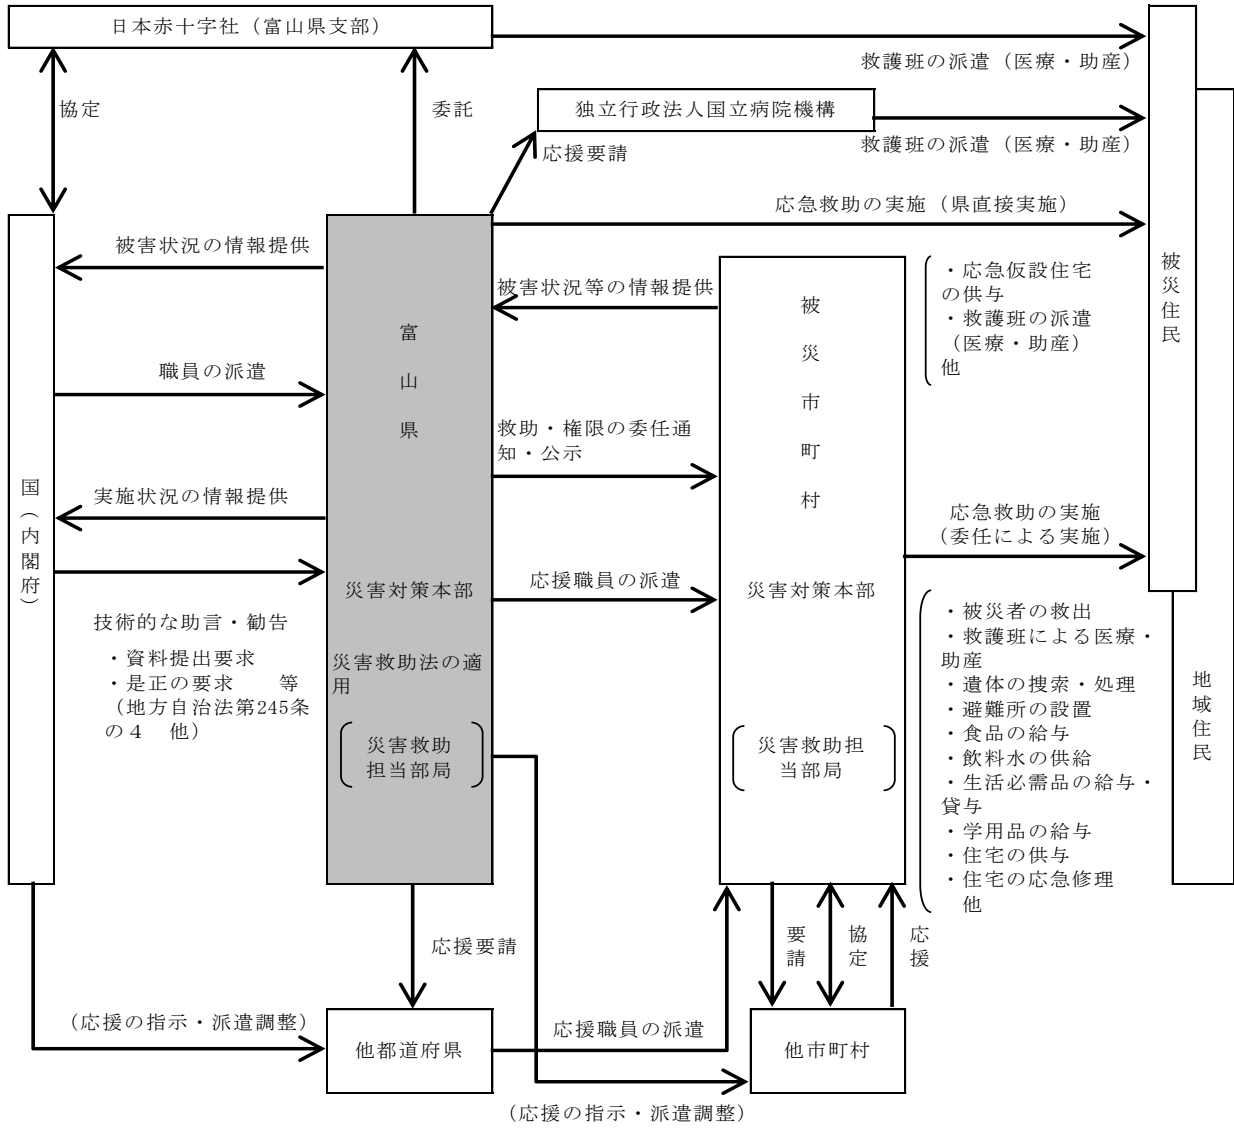 日本赤十字社（富山県支部）
救護班の派遣（医療・助産）
協定
委託
独立行政法人国立病院機構
救護班の派遣（医療・助産）
応援要請
応急救助の実施（県直接実施）
被害状況の情報提供
被害状況等の情報提供
・応急仮設住宅
の供与
・救護班の派遣
（医療・助産）
他
被災住民
富山県
被災市町村
職員の派遣
救助・権限の委任通
知・公示
国（内閣府）
実施状況の情報提供
応急救助の実施
（委任による実施）
災害対策本部
応援職員の派遣
災害対策本部
技術的な助言・勧告
・資料提出要求
・是正の要求　　等
（地方自治法第245条
の４　他）
災害救助法の適
用
災害救助
担当部局
災害救助担
当部局
・被災者の救出
・救護班による医療・
助産
・遺体の捜索・処理
・避難所の設置
・食品の給与
・飲料水の供給
・生活必需品の給与・
貸与
・学用品の給与
・住宅の供与
・住宅の応急修理
他
地域住民
応援要請
要請
協定
応援
（応援の指示・派遣調整）
他都道府県
応援職員の派遣
他市町村
（応援の指示・派遣調整）